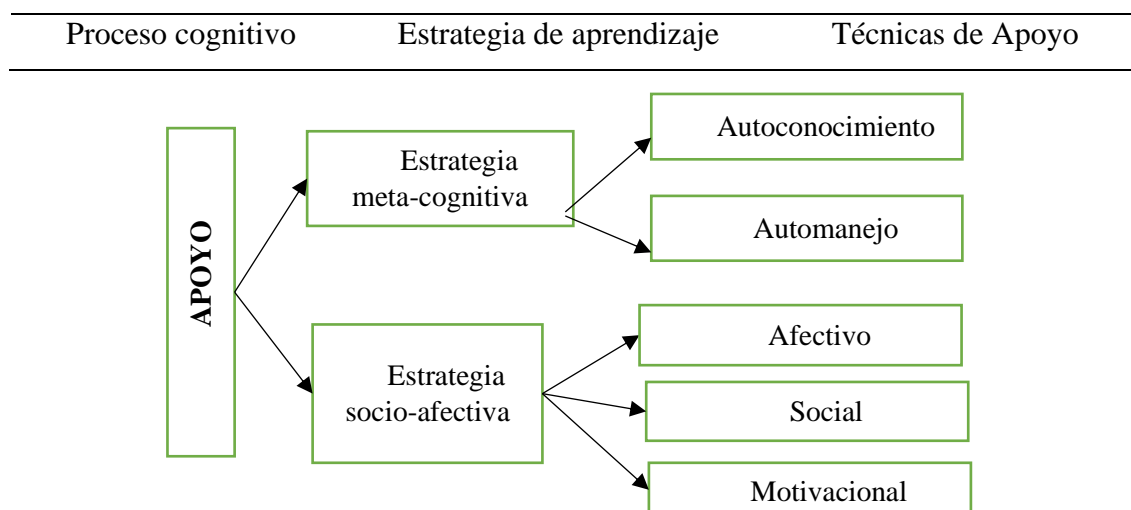 Proceso cognitivo Estrategia de aprendizaje Técnicas de Apoyo
APOYO
Estrategia
meta-cognitiva
Autoconocimiento
Automanejo
Estrategia
socio-afectiva
Afectivo
Social
Motivacional